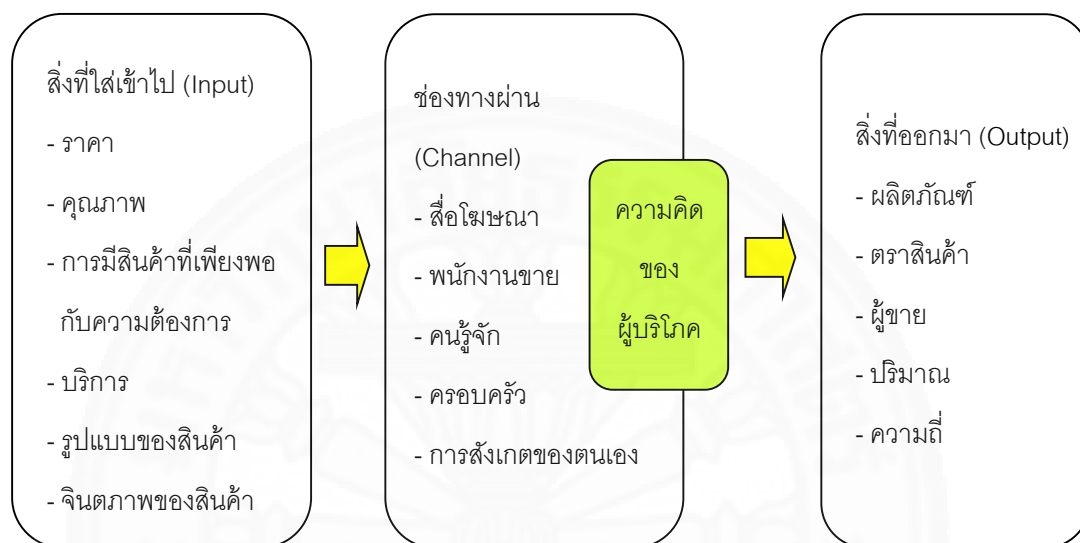 สิ่งที่ใส่เข้าไป (Input)
- ราคา
- คุณภาพ
- การมีสินค้าที่เพียงพอ
กับความต้องการ
- บริการ
- รูปแบบของสินค้า
- จินตภาพของสินค้า
ช่องทางผ่าน
(Channel)
- สื่อโฆษณา
- พนักงานขาย
- คนรู้จัก
- ครอบครัว
- การสังเกตของตนเอง
ความคิด
ของ
ผู้บริโภค
สิ่งที่ออกมา (Output)
- ผลิตภัณฑ์
- ตราสินค้า
- ผู้ขาย
- ปริมาณ
- ความถี่